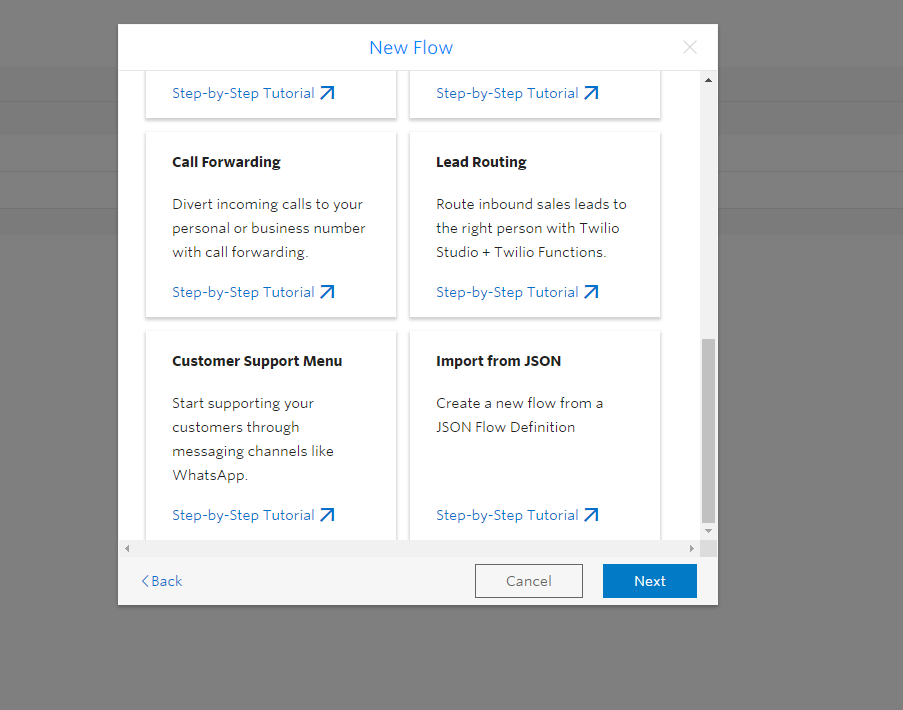 New Flow
Step-by-Step Tutorial
Step-by-Step Tutorial
Call Forwarding
Divert incoming calls to your
personal or business number
with call forwarding.
Step-by-Step Tutorial
Lead Routing
Route inbound sales leads to
the right person with Twilio
Studio + Twilio Functions.
Step-by-Step Tutorial
Customer Support Menu
Start supporting your
customers through
messaging channels like
WhatsApp.
Step-by-Step Tutorial
Import from JSON
Create a new flow from a
JSON Flow Definition
Step-by-Step Tutorial
Back
Cancel
Next